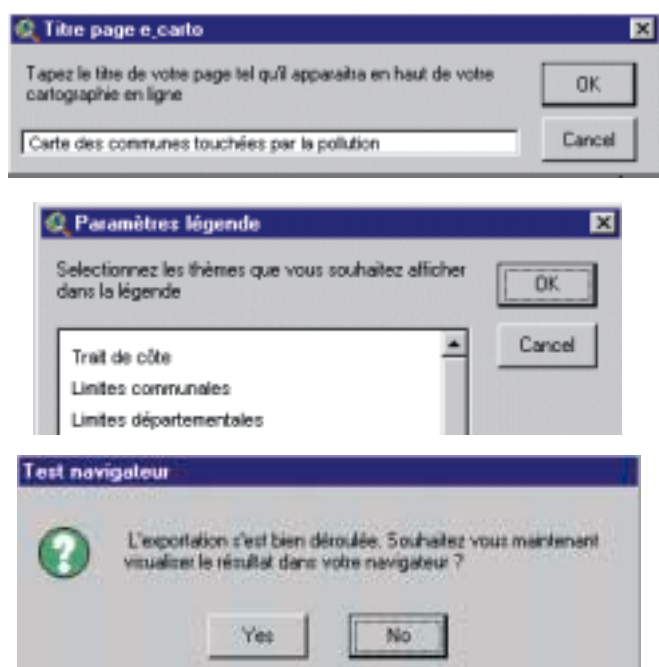 Titre page e_carto
Tapez le titre de votre page tel qu'il apparaitra en haut de votre
cartographie en ligne
OK
Carte des communes touchées par la pollution
Cancel
Paramètres légende
Selectionnez les thèmes que vous souhaitez afficher
dans la légende
OK
Cancel
Trait de côte
Limites communales
Limites départementales
Test navigateur
L'exportation s'est bien déroulée. Souhaitez vous maintenant
visualiser le résultat dans votre navigateur ?
Yes
No